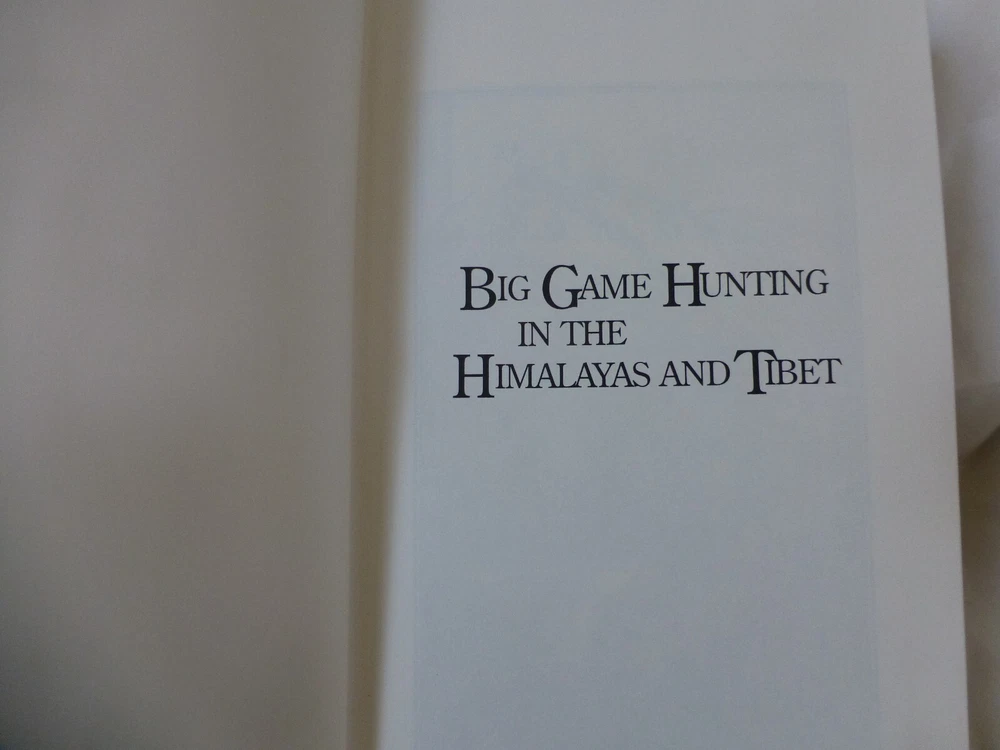 BIG GAME HUNTING
IN THE
HIMALAYAS AND TIBET